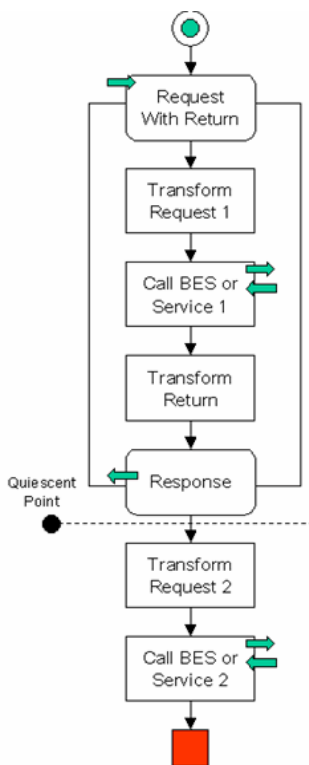 Request
With Return
Transform
Request 1
Call BES or
Service 1
Transform
Return
Response
Quiescent
Point
Transform
Request 2
Call BES or
Service 2